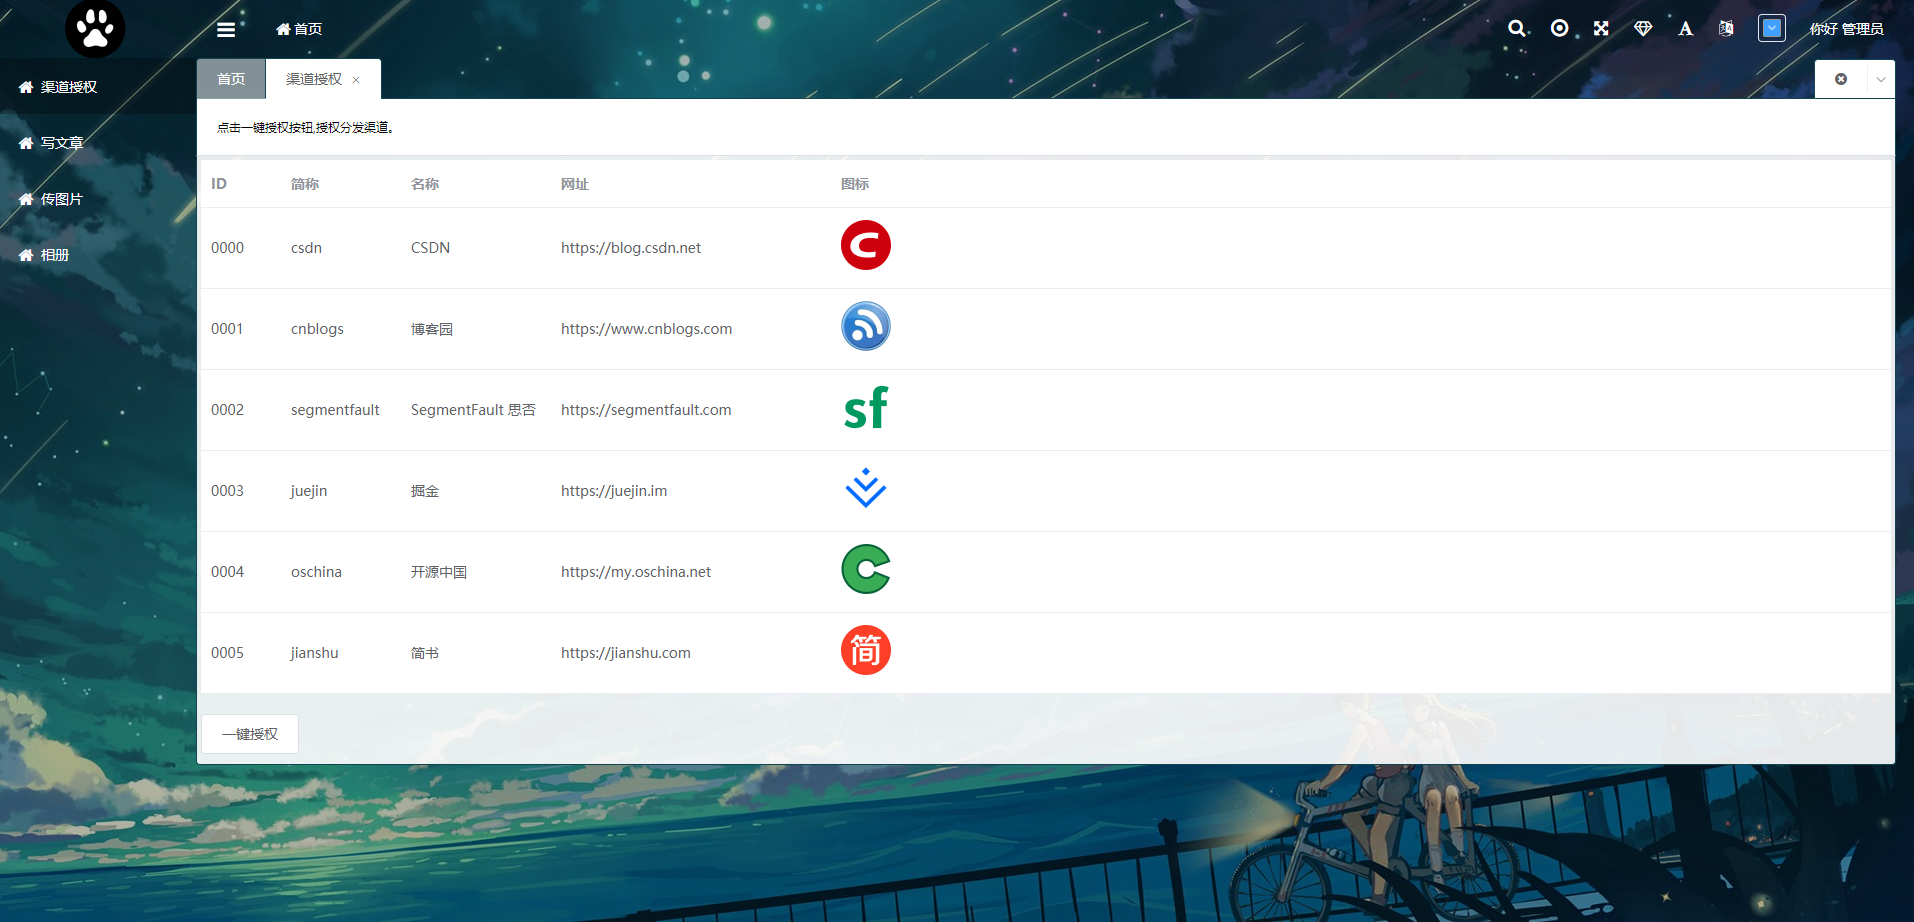 首页
你好 管理员
渠道授权
写文章
传图片
相册
首页 渠道授权
点击一键授权按钮,授权分发渠道。
ID 简称 名称 网址 图标
0000 csdn CSDN https://blog.csdn.net C
0001 cnblogs 博客园 https://www.cnblogs.com
0002 segmentfault SegmentFault 思否 https://segmentfault.com sf
0003 juejin 掘金 https://juejin.im
0004 oschina 开源中国 https://my.oschina.net C
0005 jianshu 简书 https://jianshu.com 简
一键授权